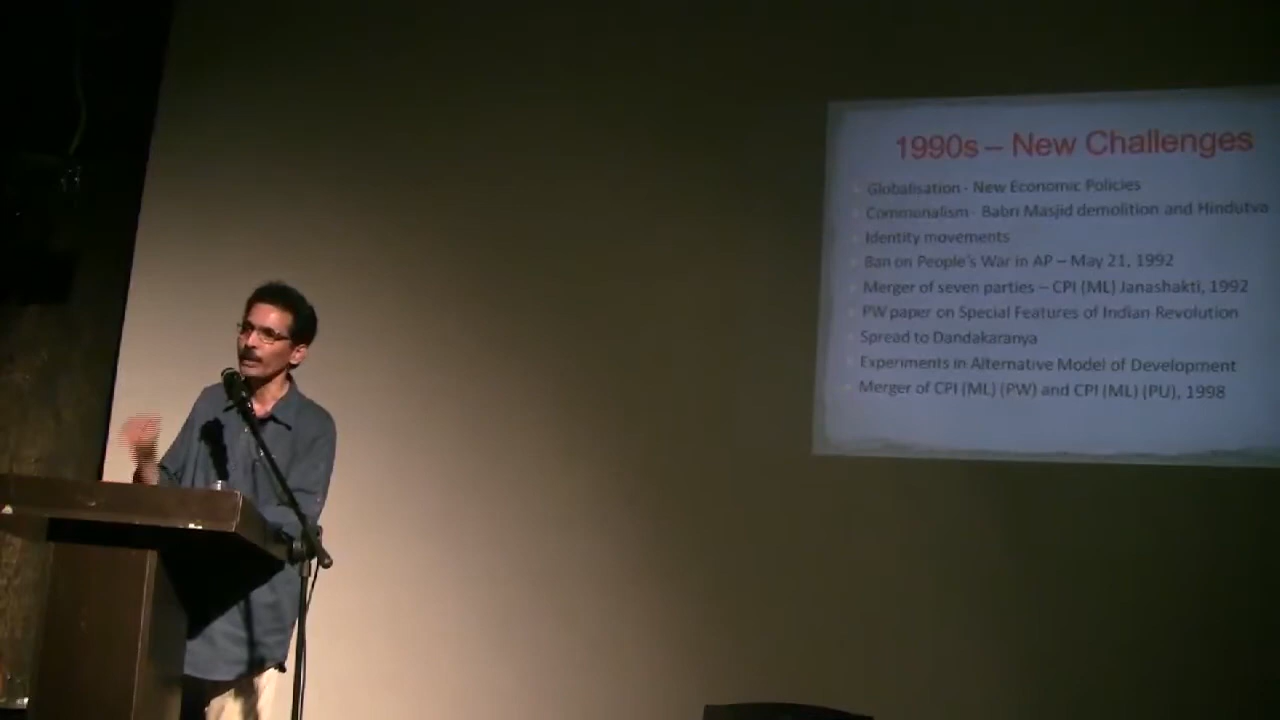 1990s – New Challenges
Globalisation - New Economic Policies
Communalism - Babri Masjid demolition and Hindutva
Identity movements
Ban on People's War in AP – May 21, 1992
Merger of seven parties – CPI (ML) Janashakti, 1992
PW paper on Special Features of Indian Revolution
Spread to Dandakaranya
Experiments in Alternative Model of Development
Merger of CPI (ML) (PW) and CPI (ML) (PU), 1998